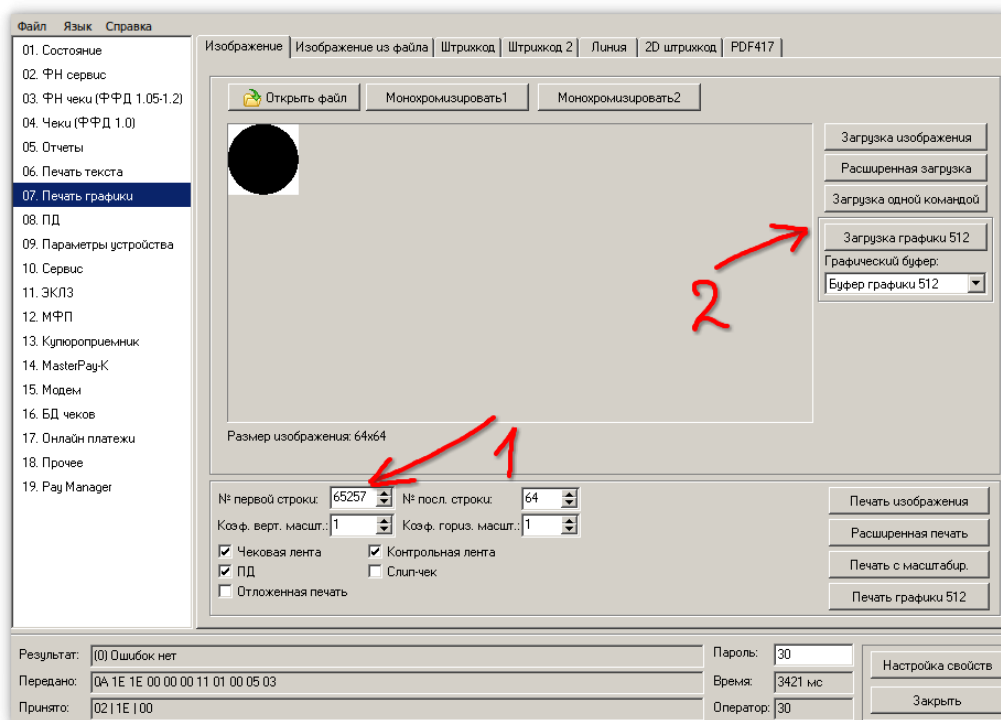 Файл Язык Справка
01. Состояние
02. ФН сервис
03. ФН чеки (ФФД 1.05-1.2)
04. Чеки (ФФД 1.0)
05. Отчеты
06. Печать текста
07. Печать графики
08. ПД
09. Параметры устройства
10. Сервис
11. ЭКЛЗ
12. МФП
13. Купюроприемник
14. MasterPay-K
15. Модем
16. БД чеков
17. Онлайн платежи
18. Прочее
19. Pay Manager
Изображение Изображение из файла Штрихкод Штрихкод 2 Линия 2D штрихкод PDF417
Открыть файл Монохромизировать1 Монохромизировать2
Загрузка изображения
Расширенная загрузка
Загрузка одной командой
Загрузка графики 512
Графический буфер:
Буфер графики 512
2
1
Размер изображения: 64x64
№ первой строки: 65257 № посл. строки: 64
Коэф. верт. масшт.: 1 Коэф. гориз. масшт.: 1
Чековая лента Контрольная лента
ПД Слип-чек
Отложенная печать
Печать изображения
Расширенная печать
Печать с масштабир.
Печать графики 512
Результат: (0) Ошибок нет
Передано: 0A 1E 1E 00 00 00 11 01 00 05 03
Принято: 02 | 1E | 00
Пароль: 30
Время: 3421 мс
Оператор: 30
Настройка свойств
Закрыть